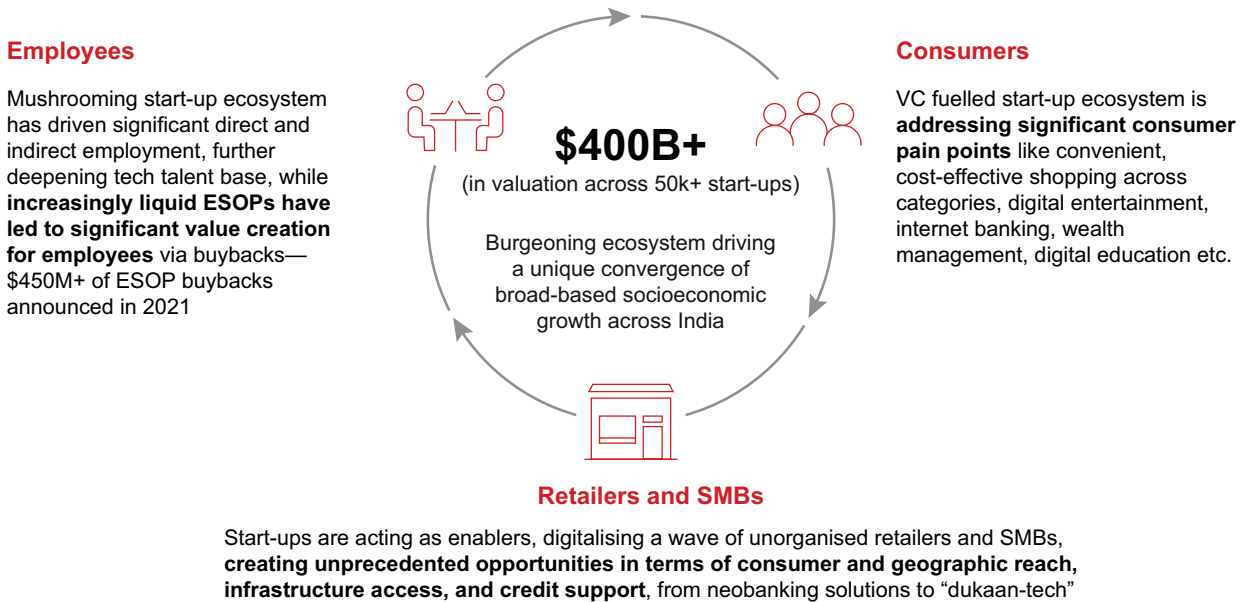 Employees
Mushrooming start-up ecosystem
has driven significant direct and
indirect employment, further
deepening tech talent base, while
increasingly liquid ESOPs have
led to significant value creation
for employees via buybacks—
$450M+ of ESOP buybacks
announced in 2021
$400B+
(in valuation across 50k+ start-ups)
Burgeoning ecosystem driving
a unique convergence of
broad-based socioeconomic
growth across India
Consumers
VC fuelled start-up ecosystem is
addressing significant consumer
pain points like convenient,
cost-effective shopping across
categories, digital entertainment,
internet banking, wealth
management, digital education etc.
Retailers and SMBs
Start-ups are acting as enablers, digitalising a wave of unorganised retailers and SMBs,
creating unprecedented opportunities in terms of consumer and geographic reach,
infrastructure access, and credit support, from neobanking solutions to “dukaan-tech”